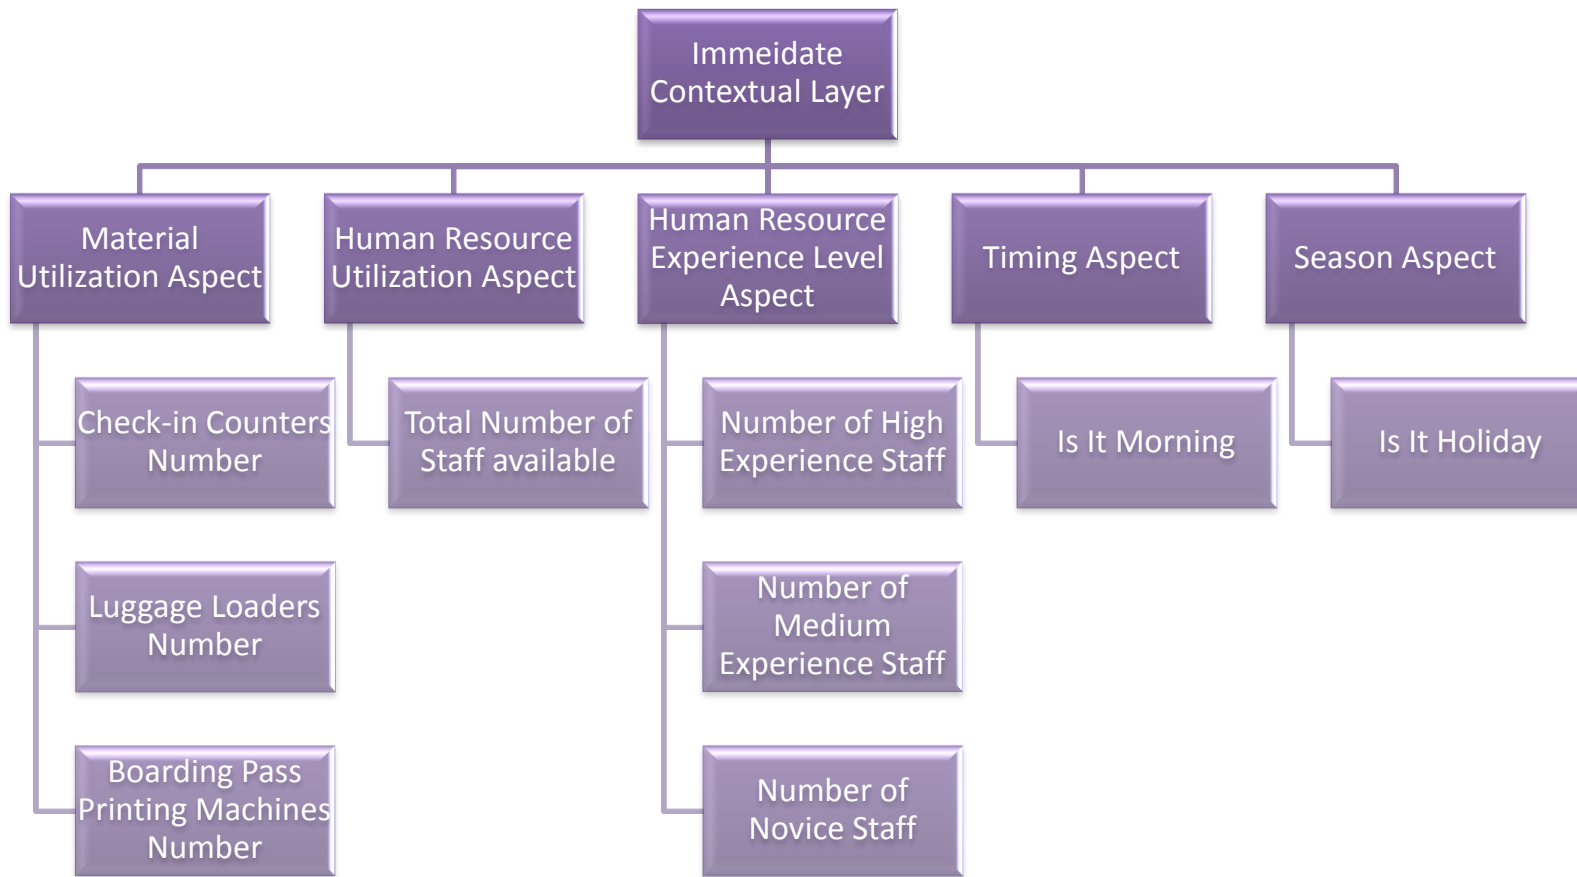 Immeidate
Contextual Layer
Material
Utilization Aspect
Human Resource
Utilization Aspect
Human Resource
Experience Level
Aspect
Timing Aspect
Season Aspect
Check-in Counters
Number
Total Number of
Staff available
Number of High
Experience Staff
Is It Morning
Is It Holiday
Luggage Loaders
Number
Number of
Medium
Experience Staff
Boarding Pass
Printing Machines
Number
Number of
Novice Staff